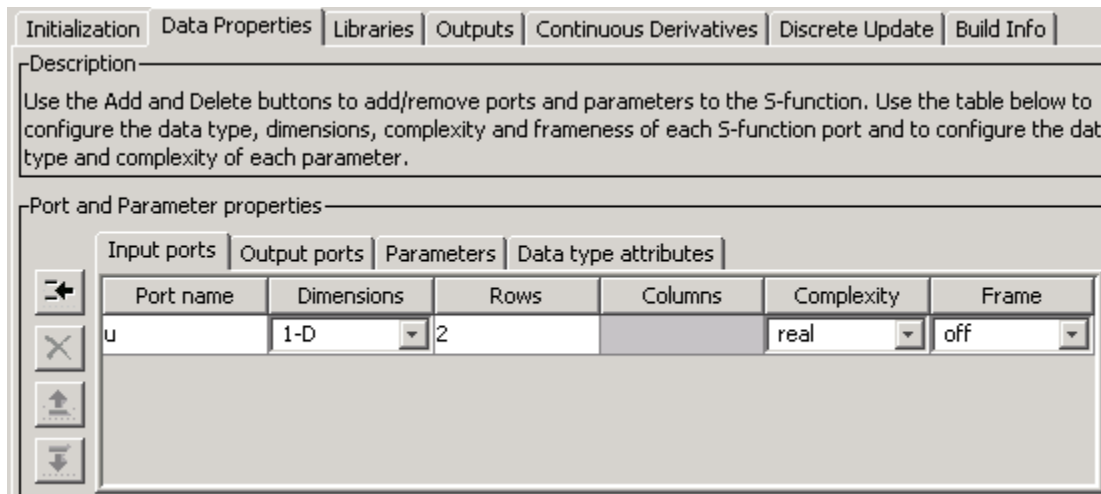 Initialization Data Properties Libraries Outputs Continuous Derivatives Discrete Update Build Info
Description
Use the Add and Delete buttons to add/remove ports and parameters to the S-function. Use the table below to
configure the data type, dimensions, complexity and frameness of each S-function port and to configure the dat
type and complexity of each parameter.
Port and Parameter properties
Input ports Output ports Parameters Data type attributes
Port name Dimensions Rows Columns Complexity Frame
u 1-D 2 real off